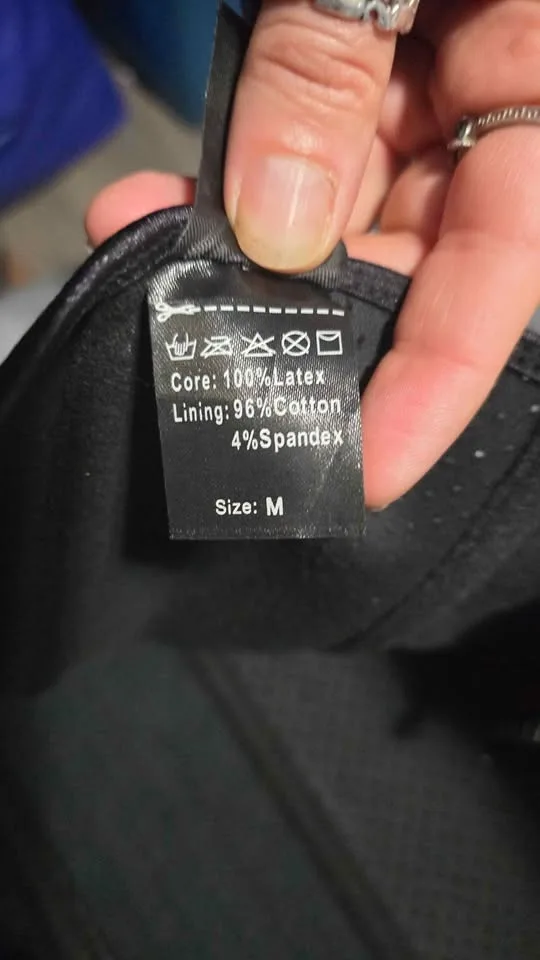 Core: 100%Latex
Lining: 96%Cotton
4%Spandex
Size: M